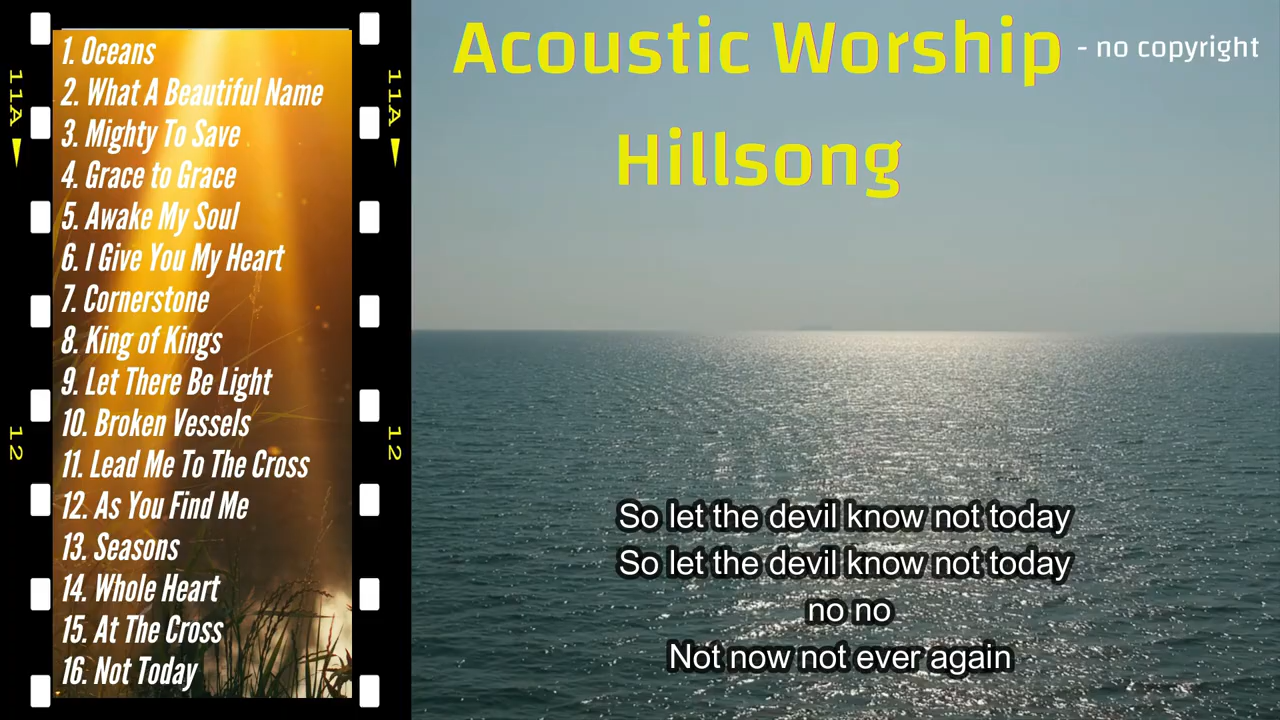 11A
11A
12
12
1. Oceans
2. What A Beautiful Name
3. Mighty To Save
4. Grace to Grace
5. Awake My Soul
6. I Give You My Heart
7. Cornerstone
8. King of Kings
9. Let There Be Light
10. Broken Vessels
11. Lead Me To The Cross
12. As You Find Me
13. Seasons
14. Whole Heart
15. At The Cross
16. Not Today
Acoustic Worship - no copyright
Hillsong
So let the devil know not today
So let the devil know not today
no no
Not now not ever again